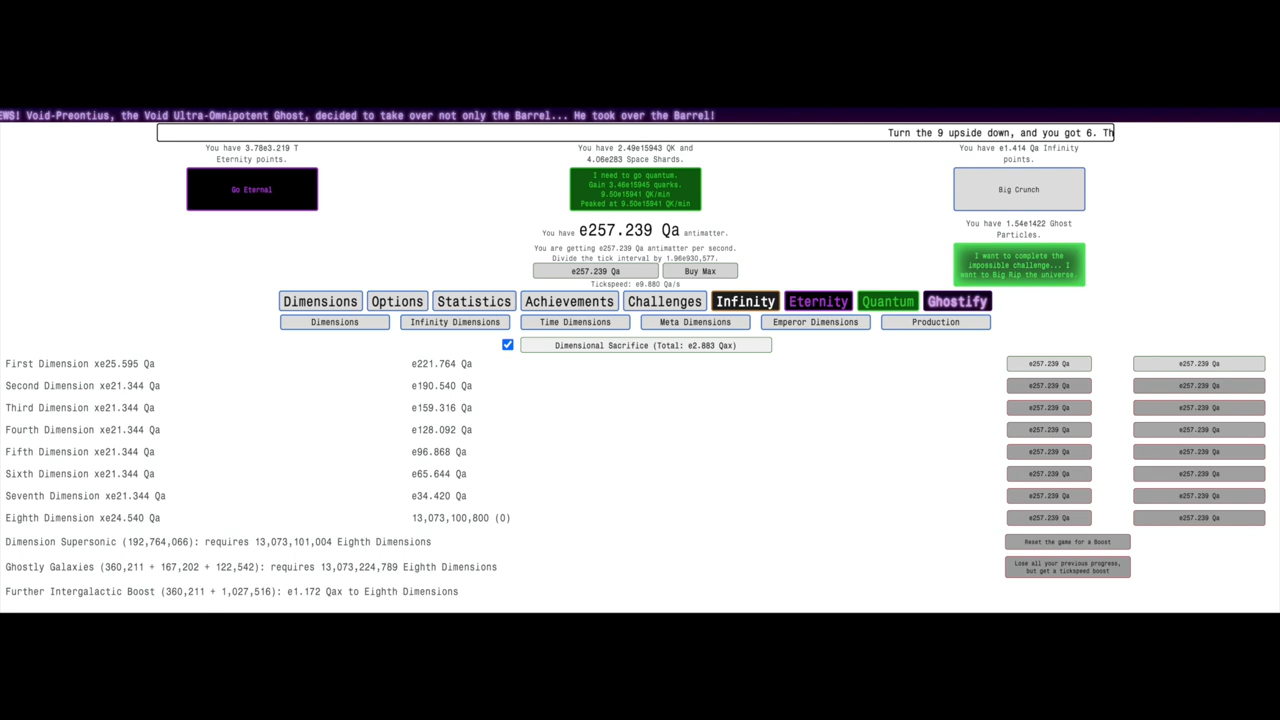 EWS! Void-Preontius, the Void Ultra-Omnipotent Ghost, decided to take over not only the Barrel... He took over the Barrel!
Turn the 9 upside down, and you got 6. Th
You have 3.78e3.219 T
Eternity points.
Go Eternal
You have 2.49e15943 QK and
4.06e283 Space Shards.
I need to go quantum.
Gain 3.46e15945 quarks.
9.50e15941 QK/min
Peaked at 9.50e15941 QK/min
You have e1.414 Qa Infinity
points.
Big Crunch
You have e257.239 Qa antimatter.
You are getting e257.239 Qa antimatter per second.
Divide the tick interval by 1.96e930,577.
e257.239 Qa
Buy Max
Tickspeed: e9.880 Qa/s
You have 1.54e1422 Ghost
Particles.
I want to complete the
impossible challenge... I
want to Big Rip the universe.
Dimensions Options Statistics Achievements Challenges Infinity Eternity Quantum Ghostify
Dimensions Infinity Dimensions Time Dimensions Meta Dimensions Emperor Dimensions Production
Dimensional Sacrifice (Total: e2.883 Qax)
First Dimension xe25.595 Qa e221.764 Qa e257.239 Qa e257.239 Qa
Second Dimension xe21.344 Qa e190.540 Qa e257.239 Qa e257.239 Qa
Third Dimension xe21.344 Qa e159.316 Qa e257.239 Qa e257.239 Qa
Fourth Dimension xe21.344 Qa e128.092 Qa e257.239 Qa e257.239 Qa
Fifth Dimension xe21.344 Qa e96.868 Qa e257.239 Qa e257.239 Qa
Sixth Dimension xe21.344 Qa e65.644 Qa e257.239 Qa e257.239 Qa
Seventh Dimension xe21.344 Qa e34.420 Qa e257.239 Qa e257.239 Qa
Eighth Dimension xe24.540 Qa 13,073,100,800 (0) e257.239 Qa e257.239 Qa
Dimension Supersonic (192,764,066): requires 13,073,101,004 Eighth Dimensions
Reset the game for a Boost
Ghostly Galaxies (360,211 + 167,202 + 122,542): requires 13,073,224,789 Eighth Dimensions
Lose all your previous progress,
but get a tickspeed boost
Further Intergalactic Boost (360,211 + 1,027,516): e1.172 Qax to Eighth Dimensions